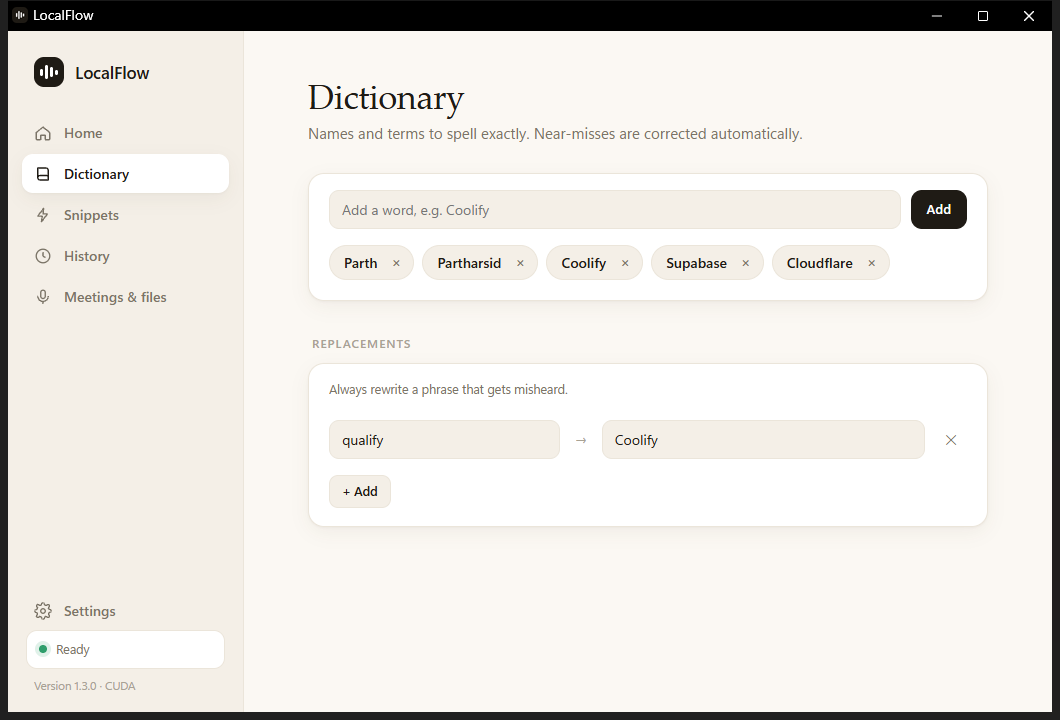 LocalFlow
LocalFlow
Home
Dictionary
Snippets
History
Meetings & files
Settings
Ready
Version 1.3.0 · CUDA
Dictionary
Names and terms to spell exactly. Near-misses are corrected automatically.
Add a word, e.g. Coolify
Add
Parth × Partharsid × Coolify × Supabase × Cloudflare ×
REPLACEMENTS
Always rewrite a phrase that gets misheard.
qualify → Coolify ×
+ Add